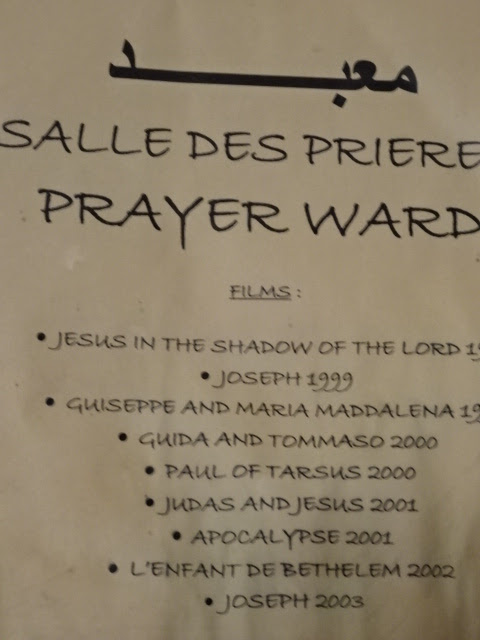 معبد
SALLE DES PRIERE
PRAYER WARD
FILMS :
• JESUS IN THE SHADOW OF THE LORD 19
• JOSEPH 1999
• GUISEPPE AND MARIA MADDALENA 19
• GUIDA AND TOMMASO 2000
• PAUL OF TARSUS 2000
• JUDAS AND JESUS 2001
• APOCALYPSE 2001
• L'ENFANT DE BETHELEM 2002
• JOSEPH 2003